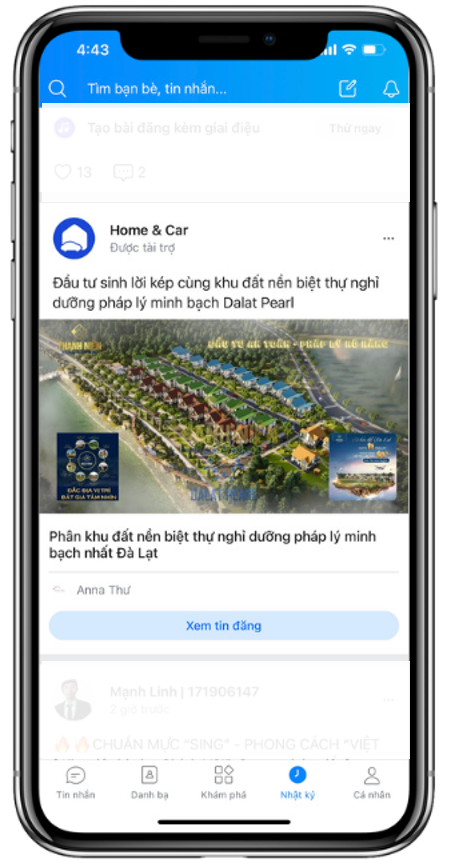 4:43
Tìm bạn bè, tin nhắn...
Tạo bài đăng kèm giai điệu
Thử ngay
13
2
Home & Car
Được tài trợ
Đầu tư sinh lời kép cùng khu đất nền biệt thự nghỉ
dưỡng pháp lý minh bạch Dalat Pearl
ĐẦU TƯ AN TOÀN - PHÁP LÝ RÕ RÀNG
ĐẮC ĐỊA VỊ TRÍ
ĐẮT GIÁ TẦM NHÌN
DALAT PEARL
Phân khu đất nền biệt thự nghỉ dưỡng pháp lý minh
bạch nhất Đà Lạt
Anna Thư
Xem tin đăng
Mạnh Linh | 171906147
2 giờ trước
CHUẨN MỰC "SING" - PHONG CÁCH "VIỆT
Tin nhắn
Danh bạ
Khám phá
Nhật ký
Cá nhân